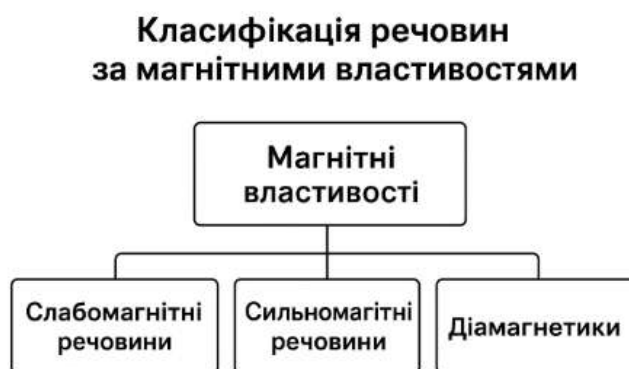 Класифікація речовин
за магнітними властивостями
Магнітні
властивості
Слабомагнітні
речовини
Сильномагітні
речовини
Діамагнетики